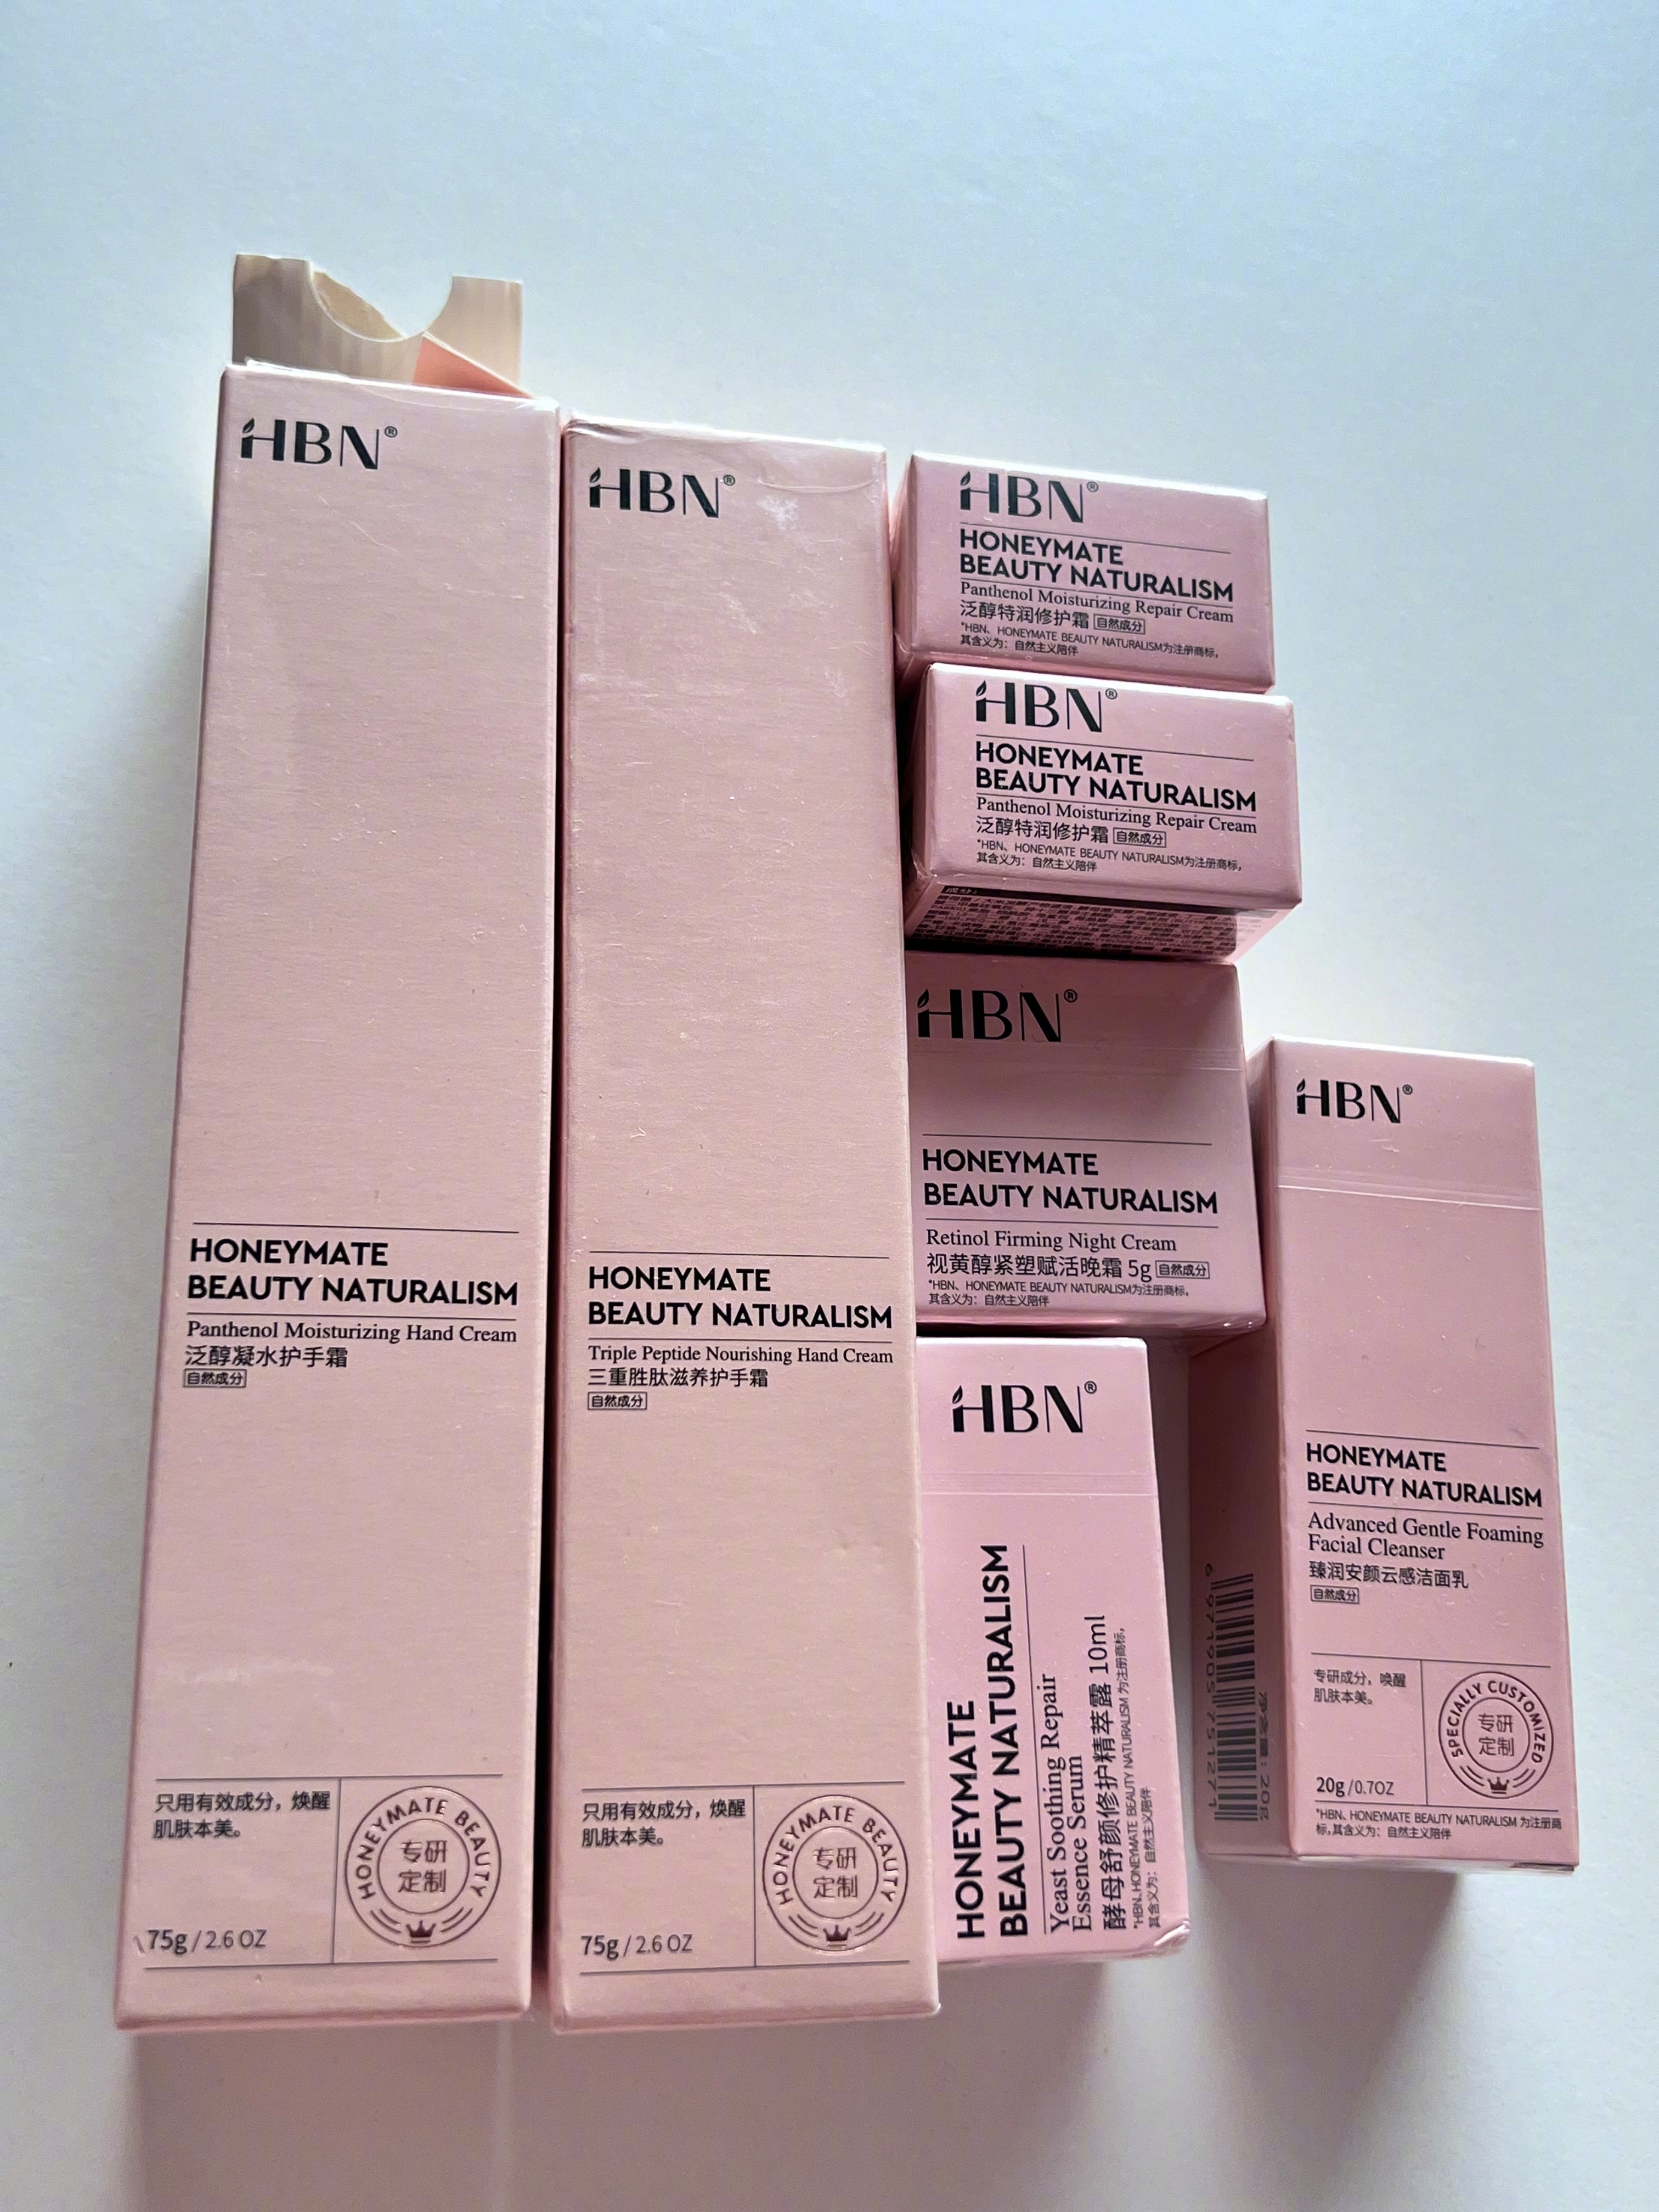 HBN®
HONEYMATE
BEAUTY NATURALISM
Panthenol Moisturizing Hand Cream
泛醇凝水护手霜
自然成分
只用有效成分，焕醒
肌肤本美。
75g / 2.6 OZ
HONEYMATE BEAUTY
专研
定制
HBN®
HONEYMATE
BEAUTY NATURALISM
Triple Peptide Nourishing Hand Cream
三重胜肽滋养护手霜
自然成分
只用有效成分，焕醒
肌肤本美。
75g / 2.6 OZ
HONEYMATE BEAUTY
专研
定制
HBN®
HONEYMATE
BEAUTY NATURALISM
Panthenol Moisturizing Repair Cream
泛醇特润修护霜 自然成分
*HBN、HONEYMATE BEAUTY NATURALISM为注册商标，
其含义为：自然主义陪伴
HBN®
HONEYMATE
BEAUTY NATURALISM
Panthenol Moisturizing Repair Cream
泛醇特润修护霜 自然成分
*HBN、HONEYMATE BEAUTY NATURALISM为注册商标，
其含义为：自然主义陪伴
HBN®
HONEYMATE
BEAUTY NATURALISM
Retinol Firming Night Cream
视黄醇紧塑赋活晚霜 5g 自然成分
*HBN、HONEYMATE BEAUTY NATURALISM为注册商标，
其含义为：自然主义陪伴
HBN®
HONEYMATE
BEAUTY NATURALISM
Yeast Soothing Repair
Essence Serum
酵母舒颜修护精萃露 10ml
*HBN、HONEYMATE BEAUTY NATURALISM 为注册商标，
其含义为：自然主义陪伴
HBN®
HONEYMATE
BEAUTY NATURALISM
Advanced Gentle Foaming
Facial Cleanser
臻润安颜云感洁面乳
自然成分
专研成分，唤醒
肌肤本美。
SPECIALLY CUSTOMIZED
专研
定制
20g /0.7OZ
*HBN、HONEYMATE BEAUTY NATURALISM 为注册商
标,其含义为：自然主义陪伴
6 971905 751271
净含量：20g